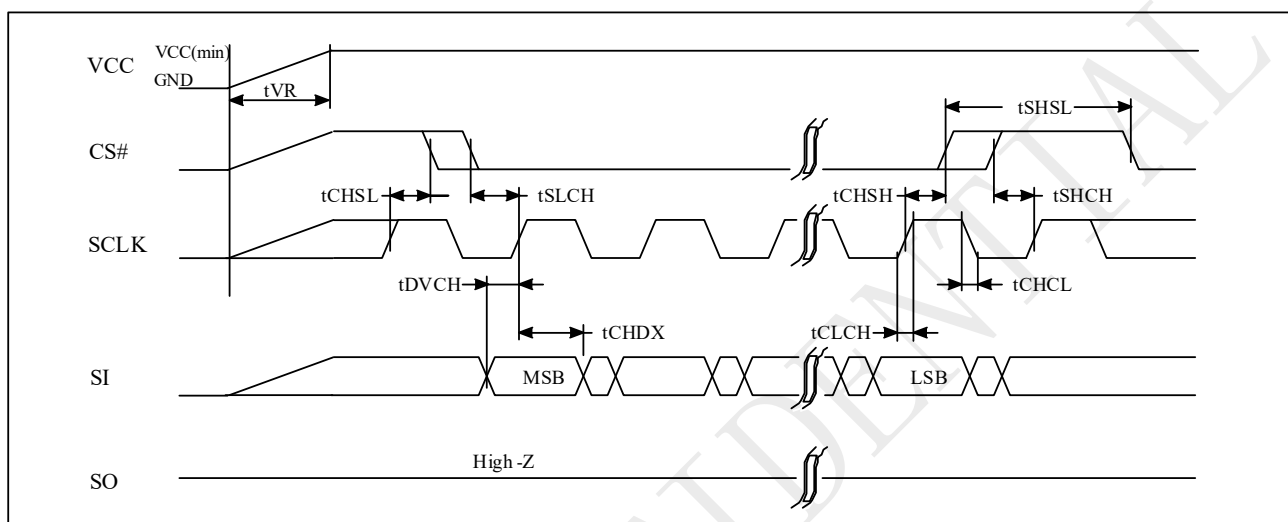 VCC(min)
VCC
GND
tVR
tSHSL
CS#
tCHSL
tSLCH
tCHSH
tSHCH
SCLK
tDVCH
tCHCL
tCHDX
tCLCH
SI
MSB
LSB
High -Z
SO
IDENTIAL